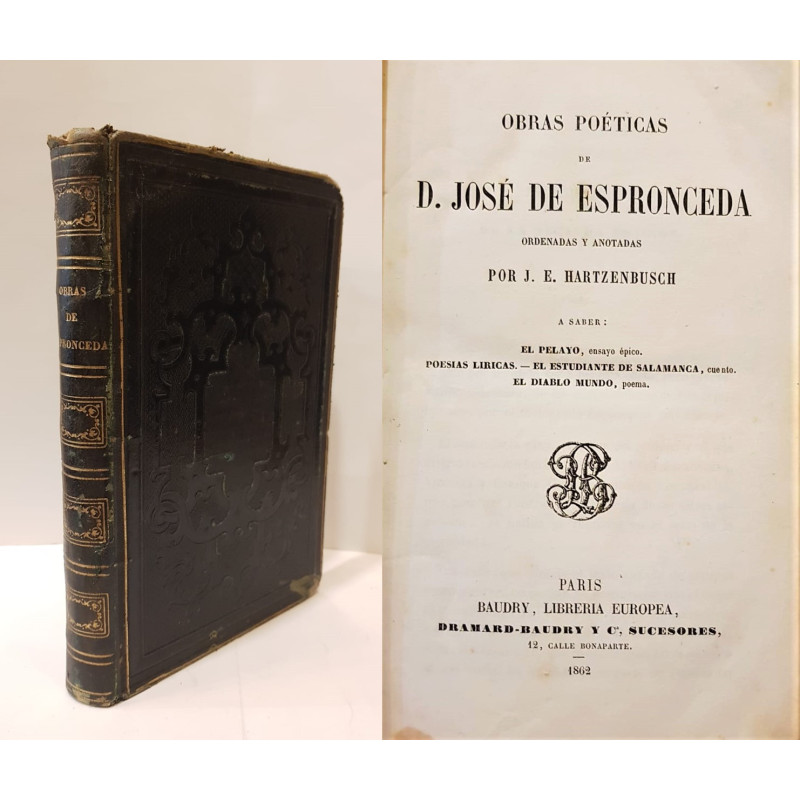 OBRAS
DE
PRONCEDA
OBRAS POÉTICAS
DE
D. JOSÉ DE ESPRONCEDA
ORDENADAS Y ANOTADAS
POR J. E. HARTZENBUSCH
A SABER:
EL PELAYO, ensayo épico.
POESIAS LIRICAS. — EL ESTUDIANTE DE SALAMANCA, cuento.
EL DIABLO MUNDO, poema.
PARIS
BAUDRY, LIBRERIA EUROPEA,
DRAMARD-BAUDRY Y Cª, SUCESORES,
12, CALLE BONAPARTE.
1862